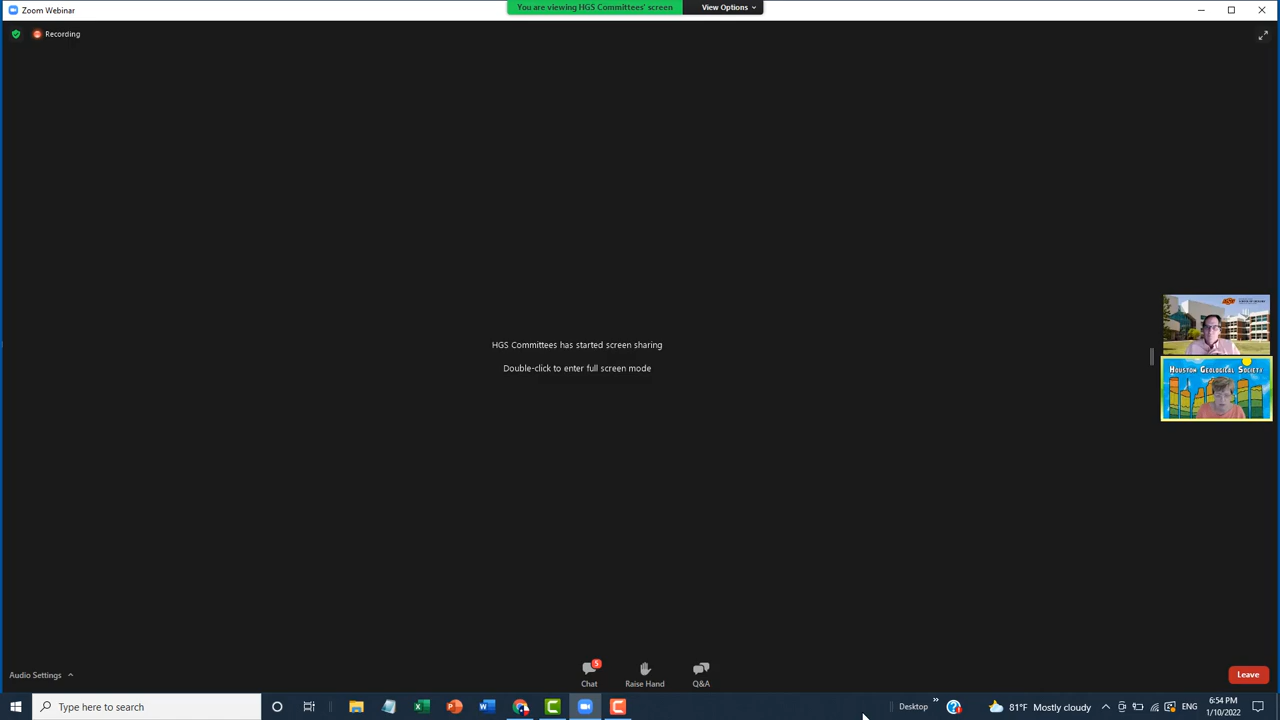 Zoom Webinar
You are viewing HGS Committees' screen
View Options
Recording
HGS Committees has started screen sharing
Double-click to enter full screen mode
HOUSTON GEOLOGICAL SOCIETY
Audio Settings
5
Chat
Raise Hand
Q&A
Leave
Type here to search
Desktop
81°F Mostly cloudy
ENG
6:54 PM
1/10/2022